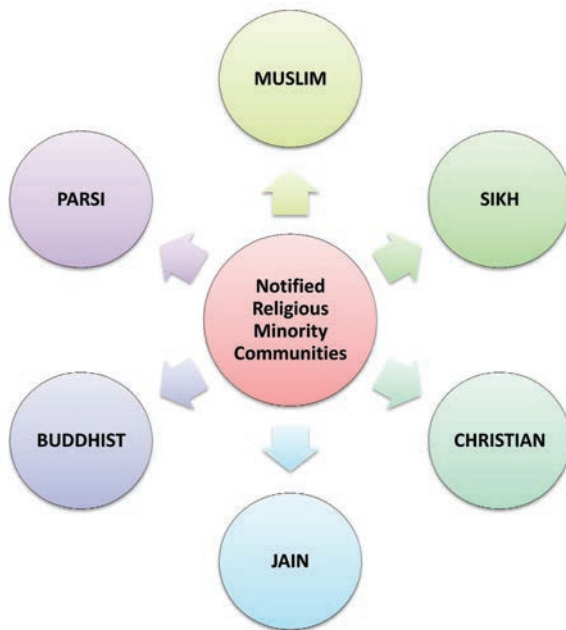 MUSLIM
PARSI
SIKH
Notified
Religious
Minority
Communities
BUDDHIST
CHRISTIAN
JAIN